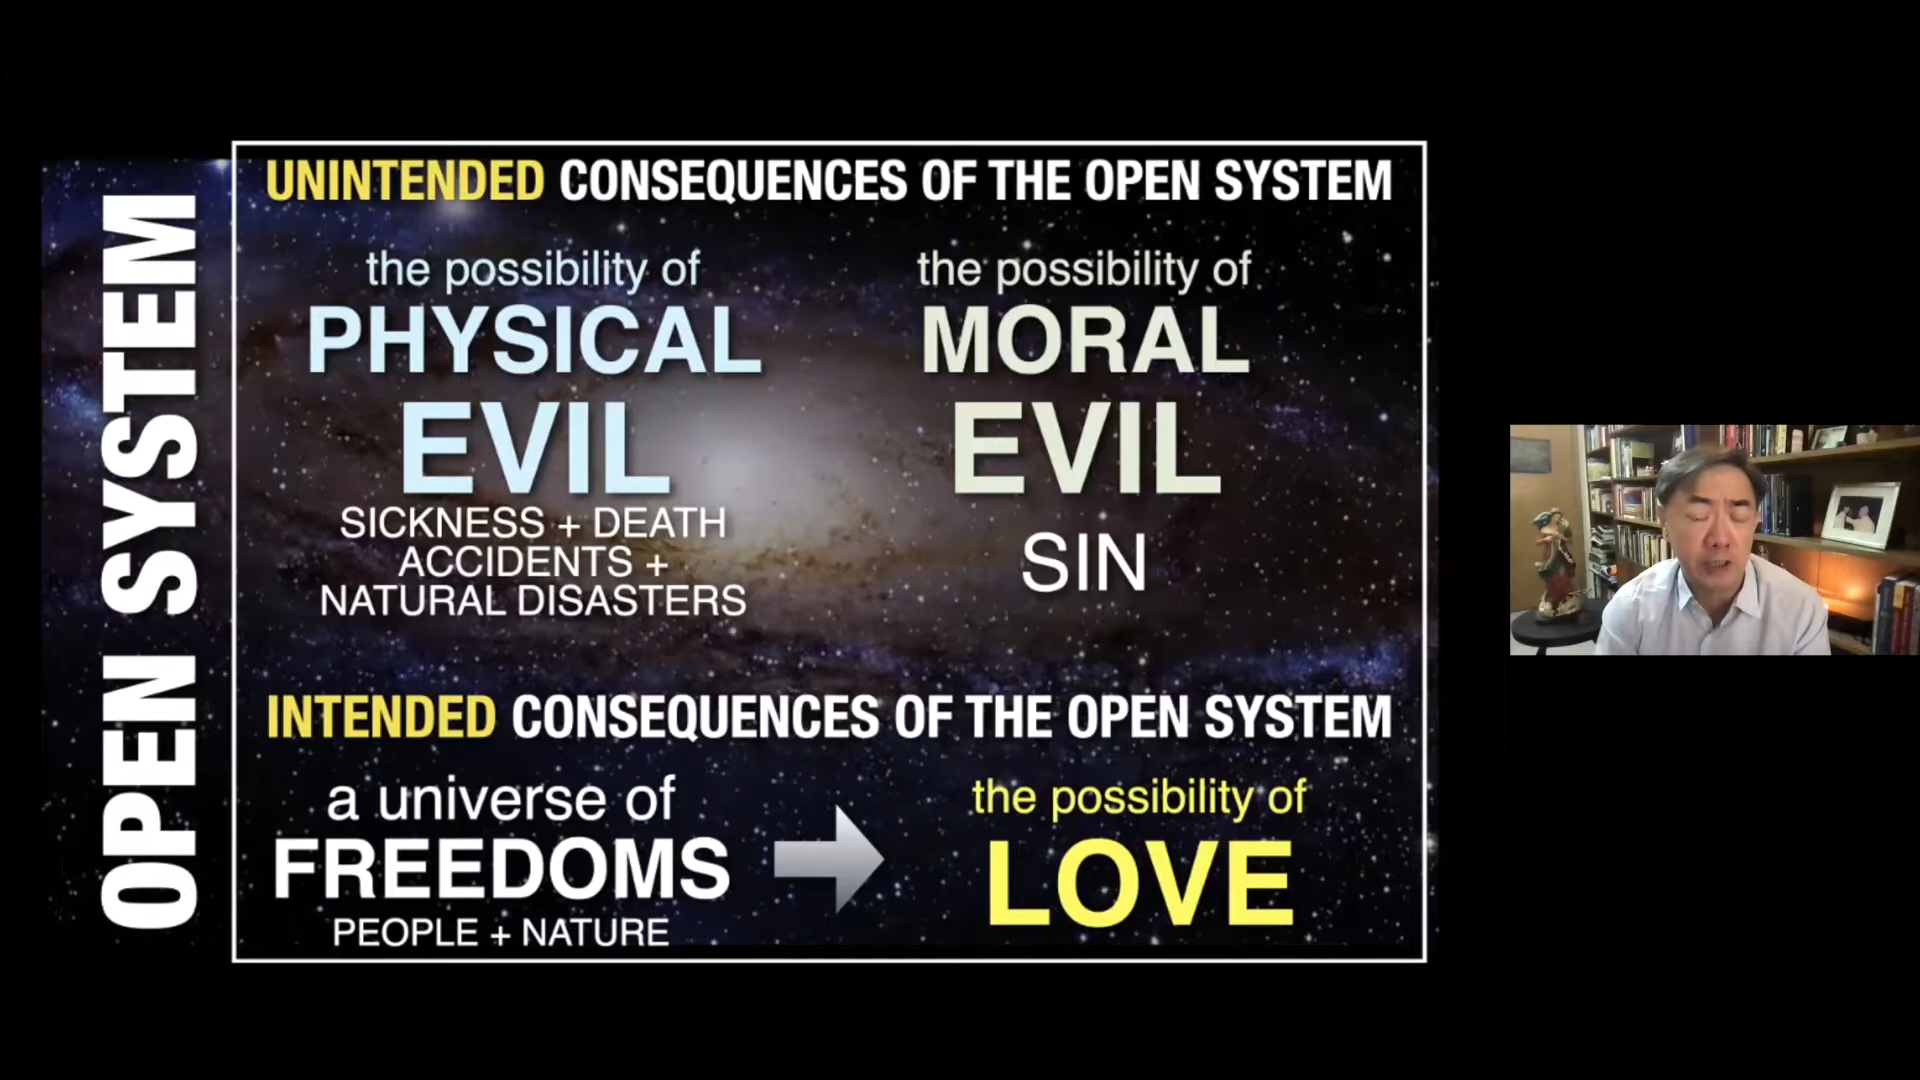 OPEN SYSTEM
UNINTENDED CONSEQUENCES OF THE OPEN SYSTEM
the possibility of
PHYSICAL
EVIL
SICKNESS + DEATH
ACCIDENTS +
NATURAL DISASTERS
the possibility of
MORAL
EVIL
SIN
INTENDED CONSEQUENCES OF THE OPEN SYSTEM
a universe of
FREEDOMS
PEOPLE + NATURE
the possibility of
LOVE